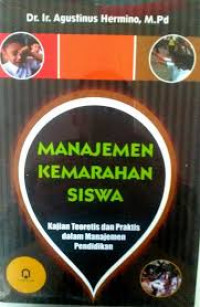 Dr. Ir. Agustinus Hermino, M.Pd
MANAJEMEN
KEMARAHAN
SISWA
Kajian Teoretis dan Praktis
dalam Manajemen
Pendidikan